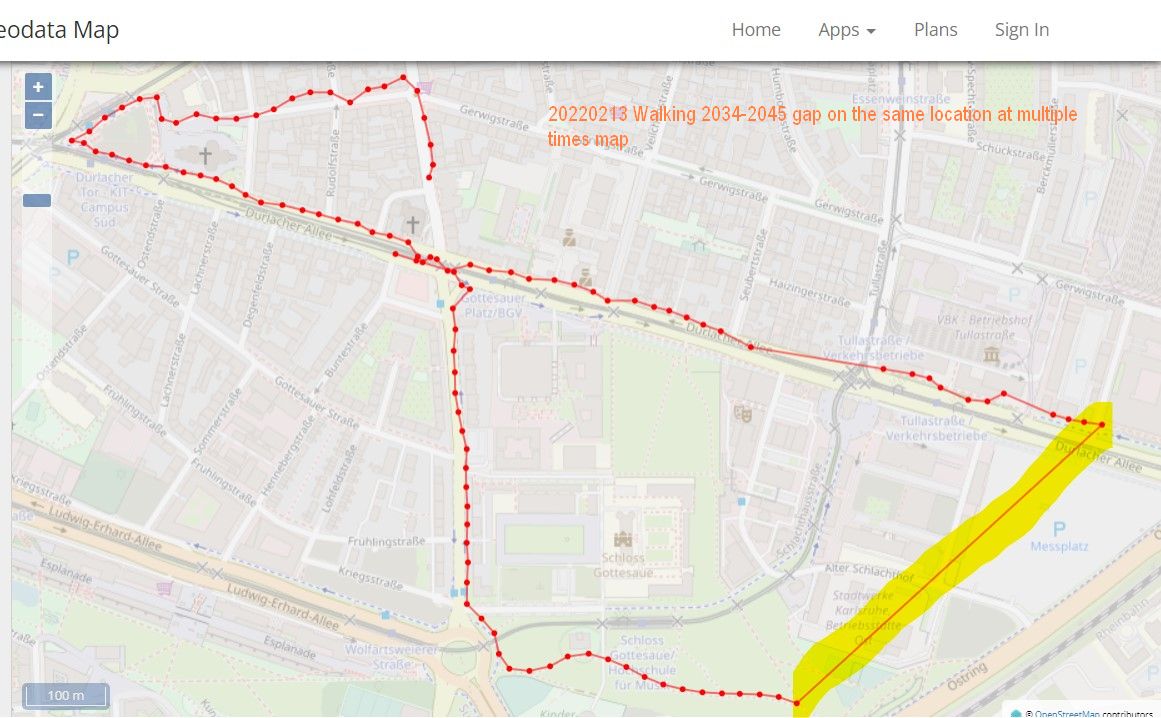 eodata Map
Home
Apps
Plans
Sign In
+
−
20220213 Walking 2034-2045 gap on the same location at multiple
times map
Essenweinstraße
Gerwigstraße
Schückstraße
Rudolfstraße
Gerwigstraße
Gerwigstraße
Durlacher
Tor - KIT
Campus
Süd
Ostendstraße
Lachnerstraße
Degenfeldstraße
Durlacher Allee
Gottesauer Straße
Seubertstraße
Tullastraße
Haizingerstraße
Gerwigstraße
Gottesauer
Platz/BGV
VBK - Betriebshof
Tullastraße
Durlacher Allee
Tullastraße /
Verkehrsbetriebe
Ostendstraße
Lachnerstraße
Buntestraße
Gottesauer Straße
Sommerstraße
Hennebergstraße
Lohfeldstraße
Frühlingstraße
Tullastraße /
Verkehrsbetriebe
Durlacher Allee
Kriegsstraße
Ludwig-Erhard-Allee
Frühlingstraße
Schloss
Gottesaue
Schlachthausstraße
P
Messplatz
Esplanade
Kriegsstraße
Alter Schlachthof
Stadtwerke
Karlsruhe
Betriebsstätte
Ost
Ludwig-Erhard-Allee
Esplanade
Wolfartsweierer
Straße
Schloss
Gottesaue/
Hochschule
für Musik
Ostring
100 m
Kinder
© OpenStreetMap contributors.